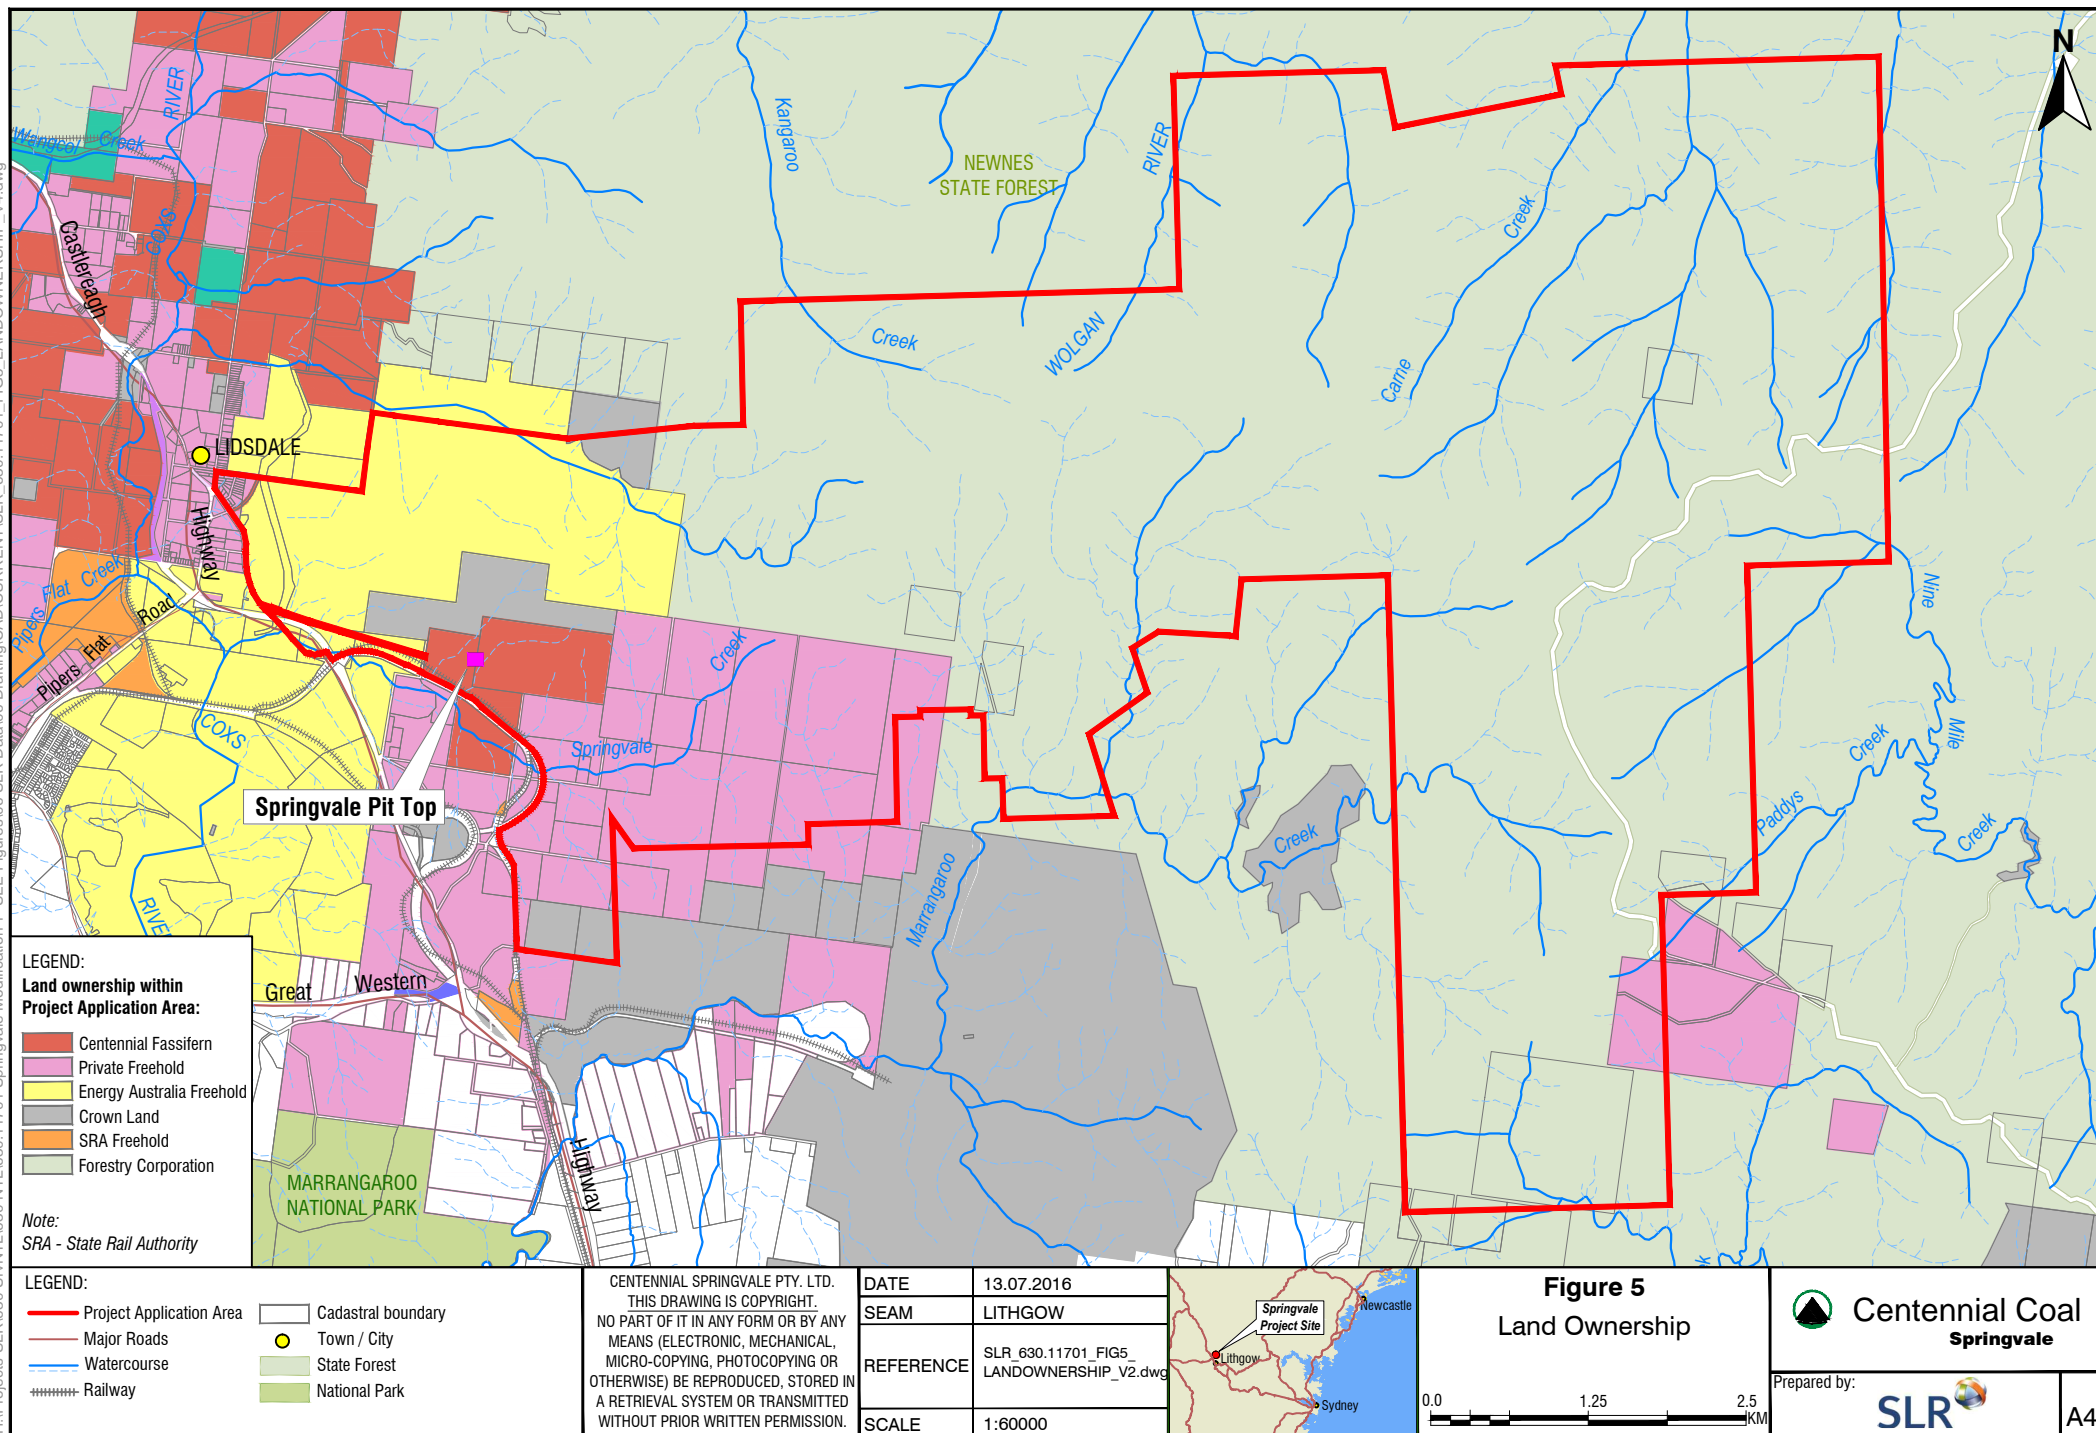 N
RIVER
Wangcol Creek
COXS
Castlereagh
Kangaroo
Creek
NEWNES
STATE FOREST
RIVER
WOLGAN
Creek
Carne
LIDSDALE
Highway
Pipers Flat Creek
Pipers Flat Road
COXS
RIVER
Springvale Creek
Springvale Pit Top
Marrangaroo
Creek
Nine
Mile
Creek
Paddys
Creek
Great Western
Highway
MARRANGAROO
NATIONAL PARK
LEGEND:
Land ownership within
Project Application Area:
Centennial Fassifern
Private Freehold
Energy Australia Freehold
Crown Land
SRA Freehold
Forestry Corporation
Note:
SRA - State Rail Authority
LEGEND:
Project Application Area
Major Roads
Watercourse
Railway
Cadastral boundary
Town / City
State Forest
National Park
CENTENNIAL SPRINGVALE PTY. LTD.
THIS DRAWING IS COPYRIGHT.
NO PART OF IT IN ANY FORM OR BY ANY
MEANS (ELECTRONIC, MECHANICAL,
MICRO-COPYING, PHOTOCOPYING OR
OTHERWISE) BE REPRODUCED, STORED IN
A RETRIEVAL SYSTEM OR TRANSMITTED
WITHOUT PRIOR WRITTEN PERMISSION.
DATE 13.07.2016
SEAM LITHGOW
REFERENCE SLR_630.11701_FIG5_
LANDOWNERSHIP_V2.dwg
SCALE 1:60000
Newcastle
Springvale
Project Site
Lithgow
Sydney
Figure 5
Land Ownership
0.0 1.25 2.5
KM
Centennial Coal
Springvale
Prepared by:
SLR
A4